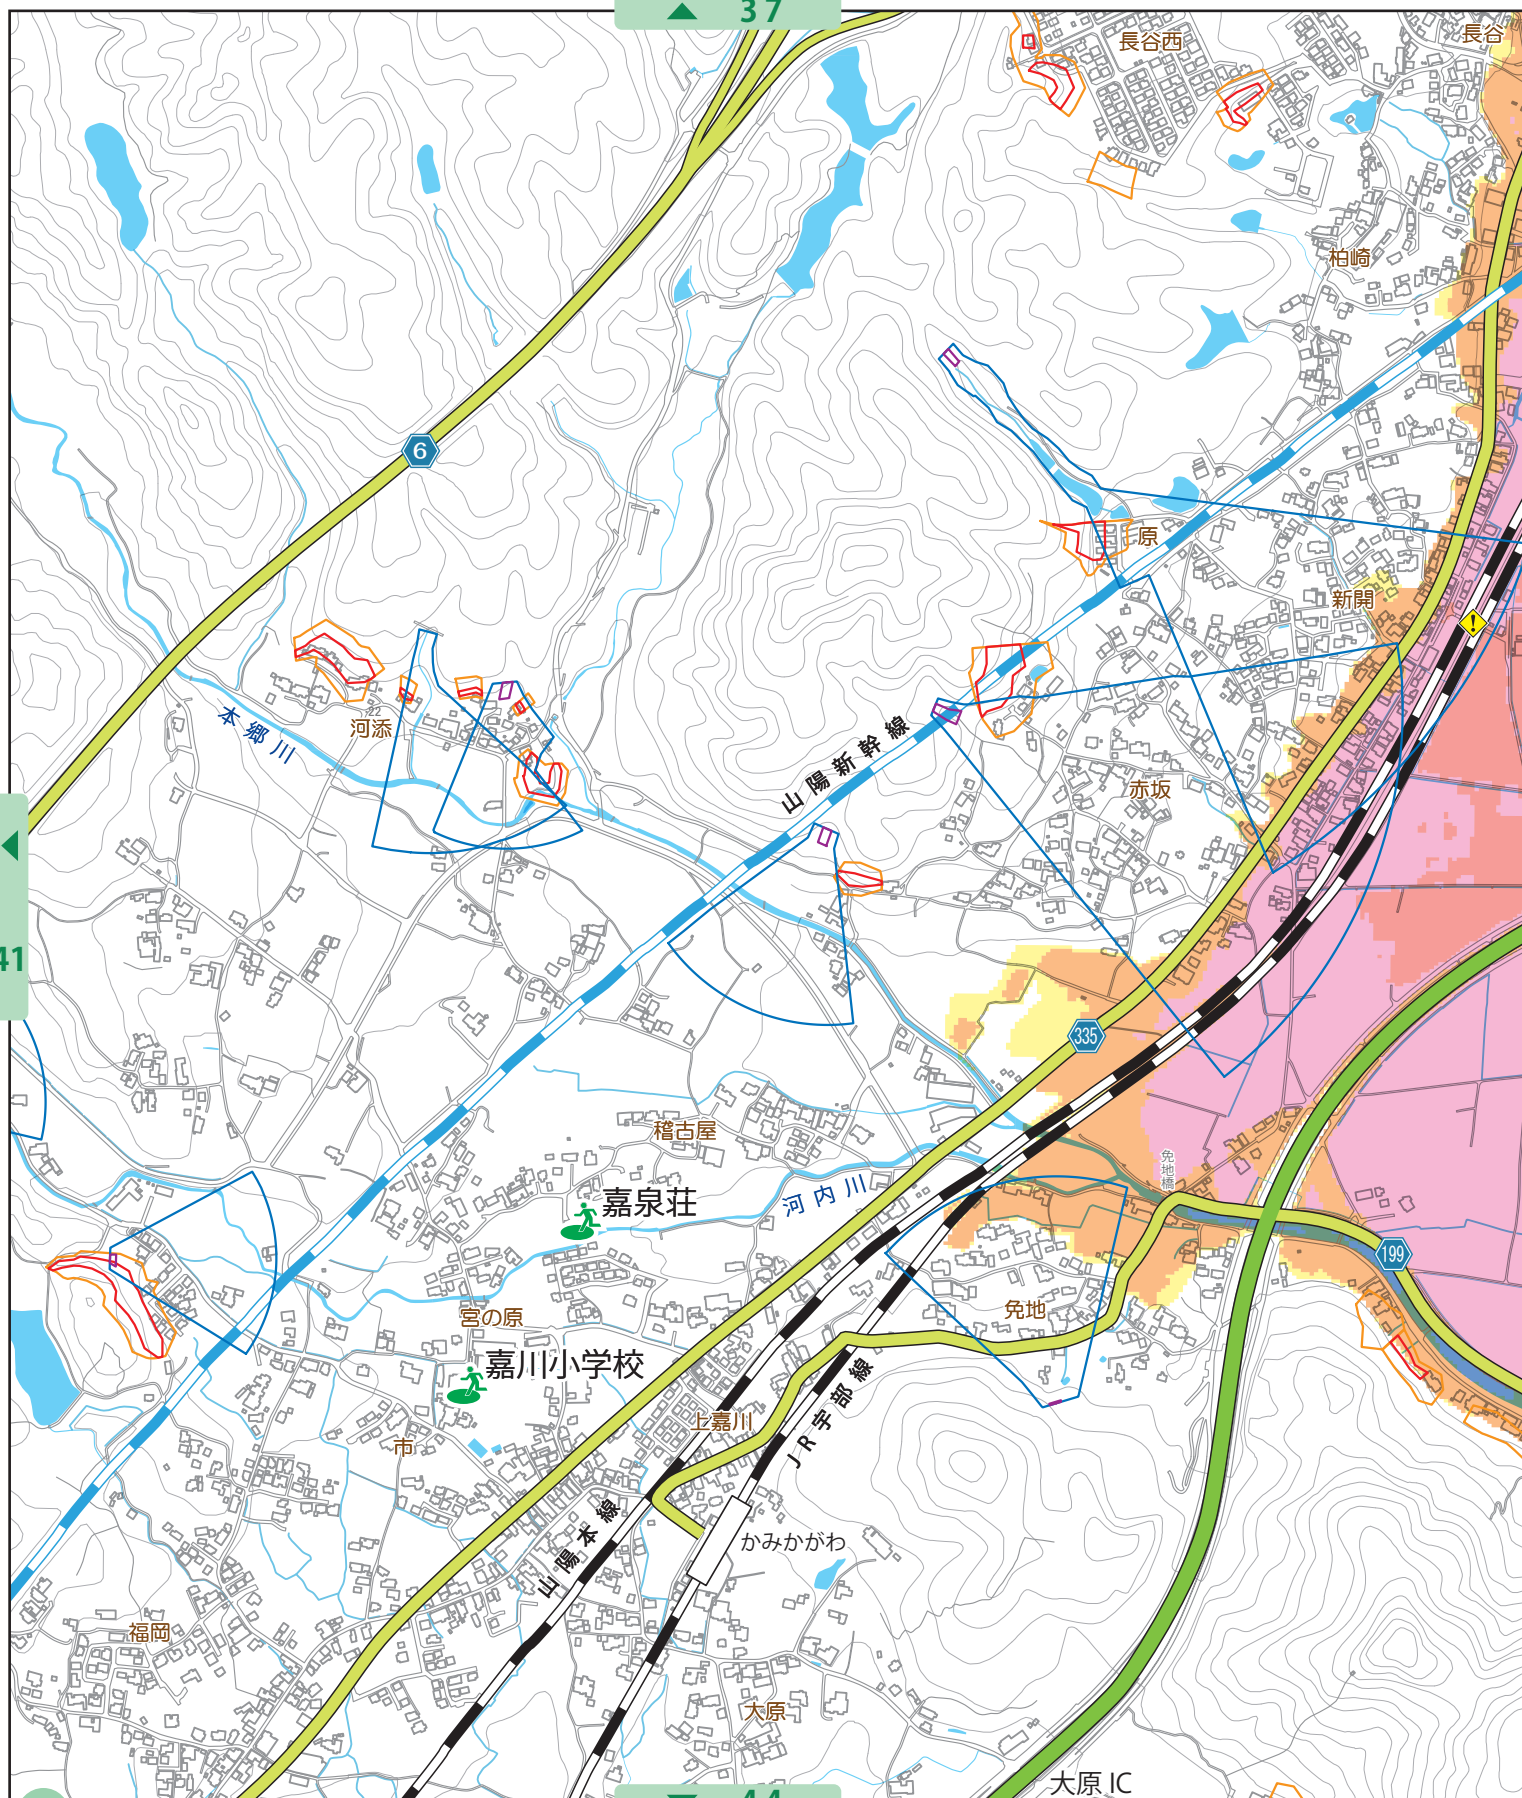 37
長谷西
長谷
柏崎
6
原
新開
22
河添
本郷川
山陽新幹線
赤坂
41
335
稽古屋
免地橋
嘉泉荘
河内川
199
宮の原
免地
嘉川小学校
上嘉川
JR宇部線
市
山陽本線
かみかがわ
福岡
大原
大原 IC
44